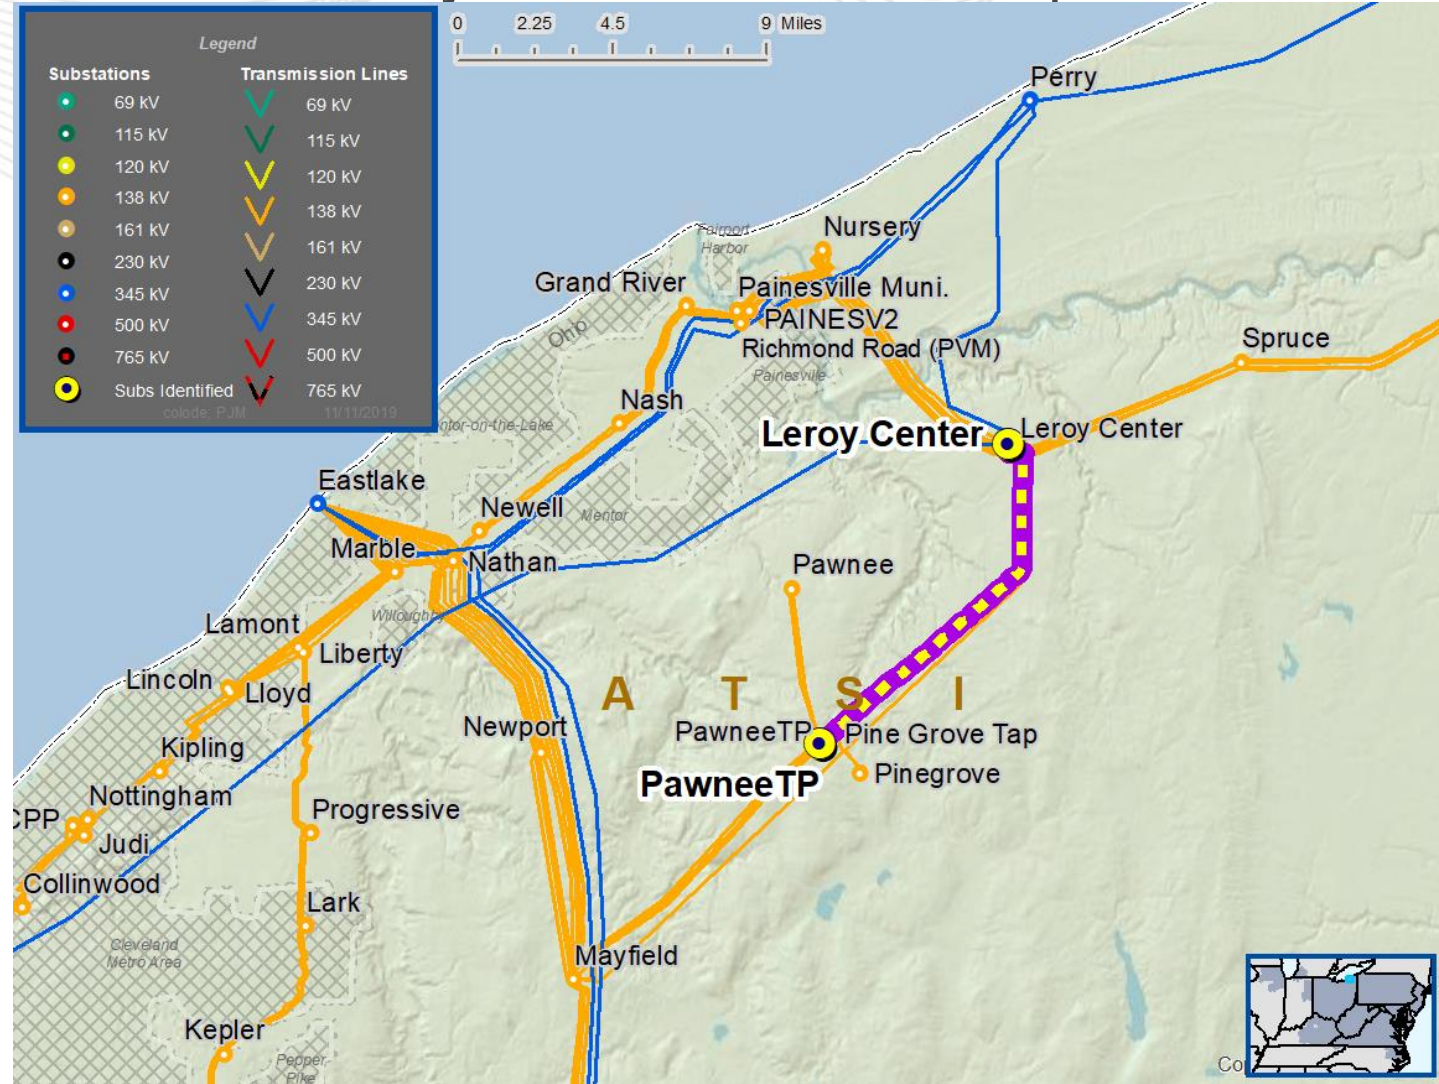 Legend
Substations
Transmission Lines
69 kV
69 kV
115 kV
115 kV
120 kV
120 kV
138 kV
138 kV
161 kV
161 kV
230 kV
230 kV
345 kV
345 kV
500 kV
500 kV
765 kV
765 kV
Subs Identified
PJM
11/11/2019
0 2.25 4.5 9 Miles
Perry
Fairport
Harbor
Nursery
Grand River
Painesville Muni.
PAINESV2
Ohio
Richmond Road (PVM)
Painesville
Spruce
Nash
Leroy Center
Leroy Center
Eastlake
Newell
Mentor
Marble
Nathan
Pawnee
Willoughby
Lamont
Liberty
Lincoln
Lloyd
A T S I
Newport
PawneeTP
Pine Grove Tap
Kipling
PawneeTP
Pinegrove
Nottingham
Progressive
CPP
Judi
Collinwood
Lark
Cleveland
Metro Area
Mayfield
Kepler
Pepper
Pike